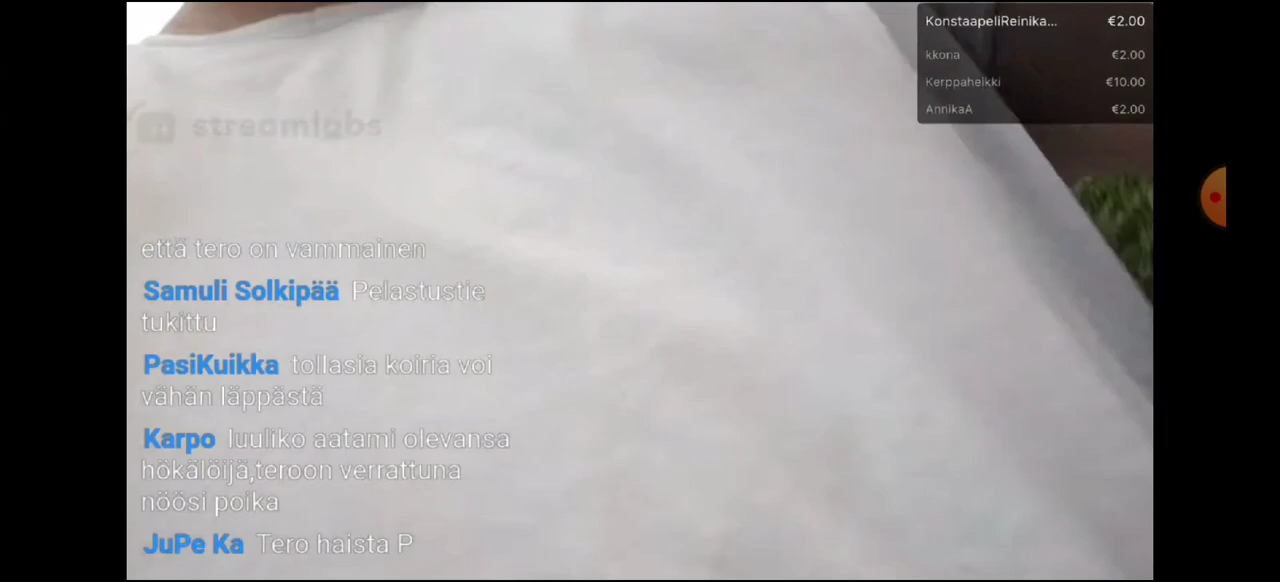 KonstaapeliReinika... €2.00
kkona €2.00
Kerppaheikki €10.00
AnnikaA €2.00
streamlabs
että tero on vammainen
Samuli Solkipää Pelastustie
tukittu
PasiKuikka tollasia koiria voi
vähän läppästä
Karpo luuliko aatami olevansa
hökälöijä,teroon verrattuna
nöösi poika
JuPe Ka Tero haista P